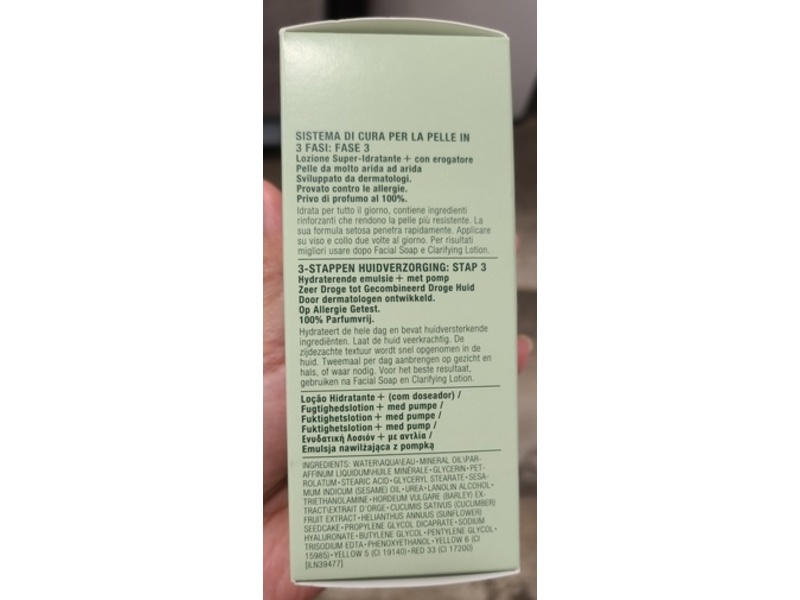 SISTEMA DI CURA PER LA PELLE IN
3 FASI: FASE 3
Lozione Super-Idratante + con erogatore
Pelle da molto arida ad arida
Sviluppato da dermatologi.
Provato contro le allergie.
Privo di profumo al 100%.
Idrata per tutto il giorno, contiene ingredienti
rinforzanti che rendono la pelle più resistente. La
sua formula setosa penetra rapidamente. Applicare
su viso e collo due volte al giorno. Per risultati
migliori usare dopo Facial Soap e Clarifying Lotion.
3-STAPPEN HUIDVERZORGING: STAP 3
Hydraterende emulsie + met pomp
Zeer Droge tot Gecombineerd Droge Huid
Door dermatologen ontwikkeld.
Op Allergie Getest.
100% Parfumvrij.
Hydrateert de hele dag en bevat huidversterkende
ingrediënten. Laat de huid veerkrachtig. De
zijdezachte textuur wordt snel opgenomen in de
huid. Tweemaal per dag aanbrengen op gezicht en
hals, of waar nodig. Voor het beste resultaat,
gebruiken na Facial Soap en Clarifying Lotion.
Loção Hidratante + (com doseador) /
Fugtighedslotion + med pumpe /
Fuktighetslotion + med pumpe /
Fuktighetslotion + med pump /
Ενυδατική Λοσιόν + με αντλία /
Emulsja nawilżająca z pompką
INGREDIENTS: WATER\AQUA\EAU • MINERAL OIL\PAR-
AFFINUM LIQUIDUM\HUILE MINÉRALE • GLYCERIN • PET-
ROLATUM • STEARIC ACID • GLYCERYL STEARATE • SESA-
MUM INDICUM (SESAME) OIL • UREA • LANOLIN ALCOHOL •
TRIETHANOLAMINE • HORDEUM VULGARE (BARLEY) EX-
TRACT\EXTRAIT D'ORGE • CUCUMIS SATIVUS (CUCUMBER)
FRUIT EXTRACT • HELIANTHUS ANNUUS (SUNFLOWER)
SEEDCAKE • PROPYLENE GLYCOL DICAPRATE • SODIUM
HYALURONATE • BUTYLENE GLYCOL • PENTYLENE GLYCOL •
TRISODIUM EDTA • PHENOXYETHANOL • YELLOW 6 (CI
15985) • YELLOW 5 (CI 19140) • RED 33 (CI 17200)
[ILN39477]